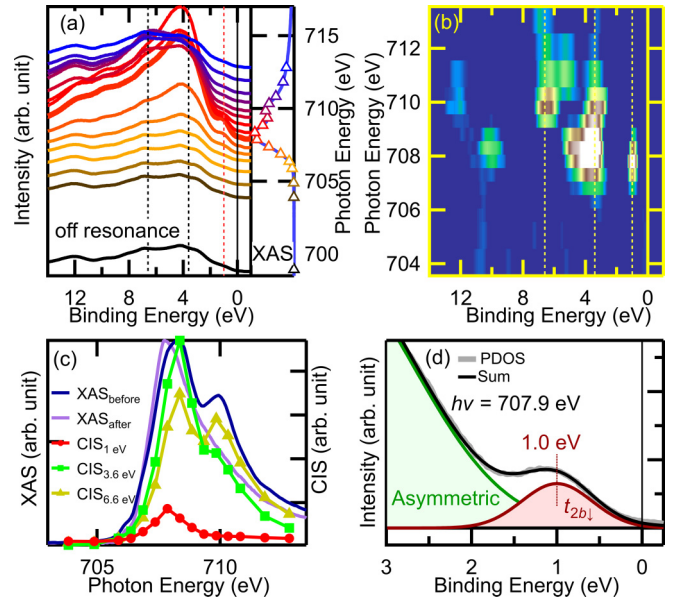 (a)
Intensity (arb. unit)
off resonance
XAS
12 8 4 0
Binding Energy (eV)
715
710
705
700
Photon Energy (eV)
(b)
Photon Energy (eV)
712
710
708
706
704
12 8 4 0
Binding Energy (eV)
(c)
XAS (arb. unit)
XASbefore
XASafter
CIS1 eV
CIS3.6 eV
CIS6.6 eV
CIS (arb. unit)
705 710
Photon Energy (eV)
(d)
Intensity (arb. unit)
PDOS
Sum
hν = 707.9 eV
1.0 eV
Asymmetric
t2b↓
3 2 1 0
Binding Energy (eV)